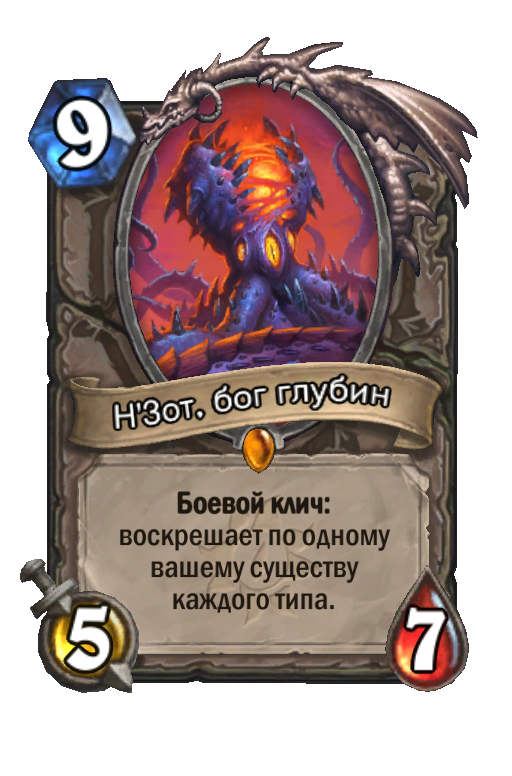 9
Н'Зот, бог глубин
Боевой клич:
воскрешает по одному
вашему существу
каждого типа.
5
7